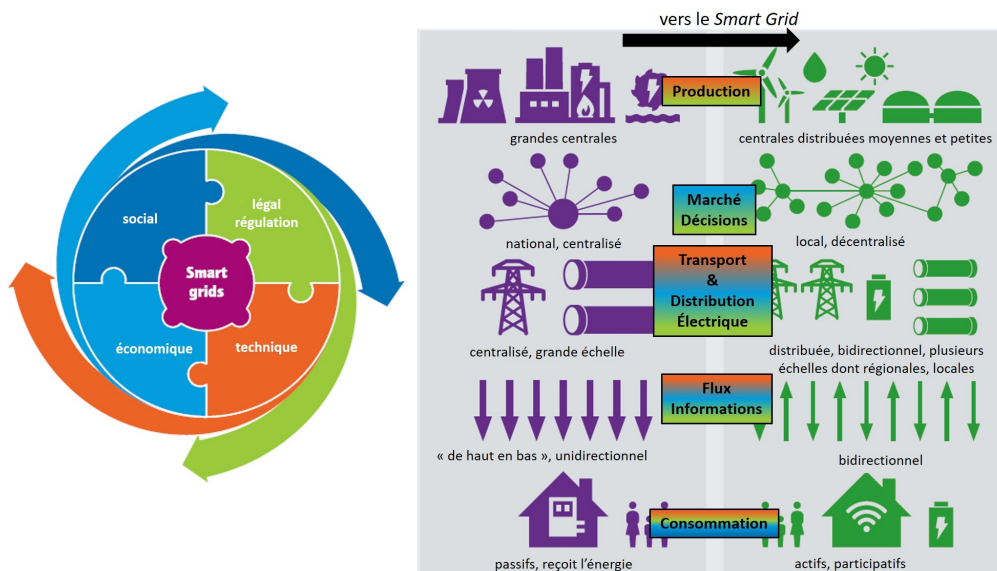 vers le Smart Grid
social
légal
régulation
Smart
grids
économique
technique
Production
grandes centrales
centrales distribuées moyennes et petites
Marché
Décisions
national, centralisé
local, décentralisé
Transport
&
Distribution
Électrique
centralisé, grande échelle
distribuée, bidirectionnel, plusieurs
échelles dont régionales, locales
Flux
Informations
« de haut en bas », unidirectionnel
bidirectionnel
Consommation
passifs, reçoit l'énergie
actifs, participatifs